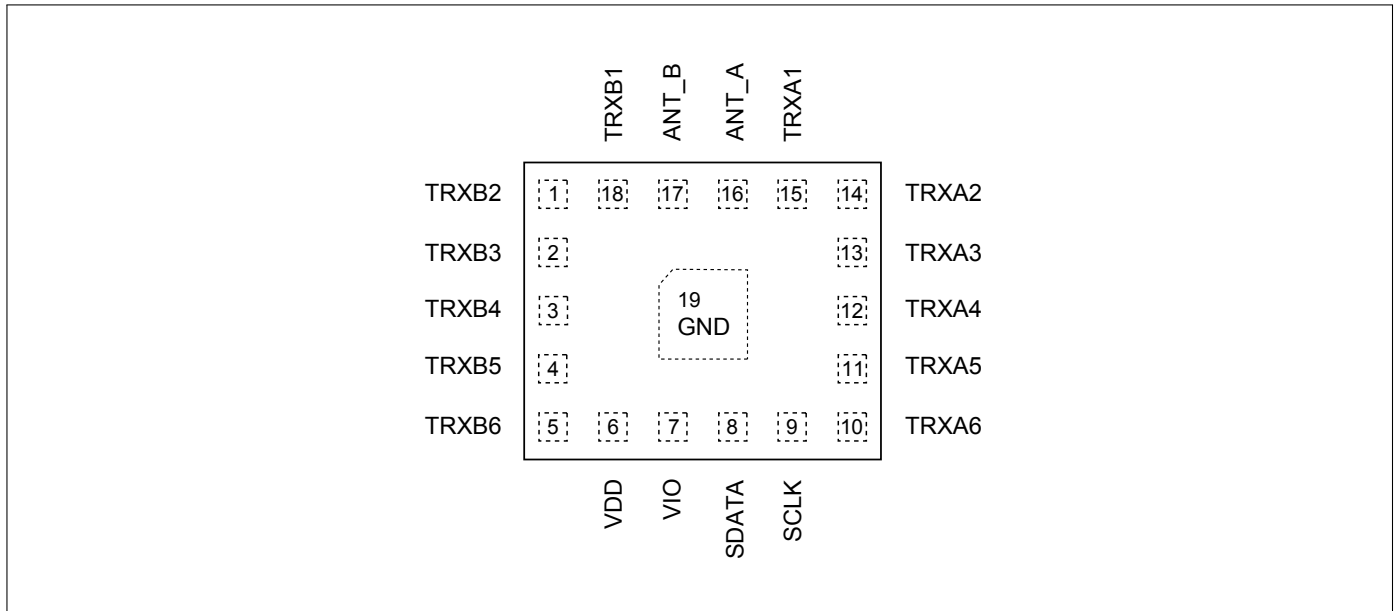 TRXB1 ANT_B ANT_A TRXA1
TRXB2 1 18 17 16 15 14 TRXA2
TRXB3 2 13 TRXA3
TRXB4 3 19 12 TRXA4
GND
TRXB5 4 11 TRXA5
TRXB6 5 6 7 8 9 10 TRXA6
VDD VIO SDATA SCLK